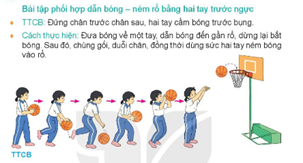 Bài tập phối hợp dẫn bóng – ném rổ bằng hai tay trước ngực
TTCB: Đứng chân trước chân sau, hai tay cầm bóng trước bụng.
Cách thực hiện: Đưa bóng về một tay, dẫn bóng đến gần rổ, dừng lại bắt
bóng. Sau đó, chùng gối, duỗi chân, đồng thời dùng sức hai tay ném bóng
vào rổ.
TTCB